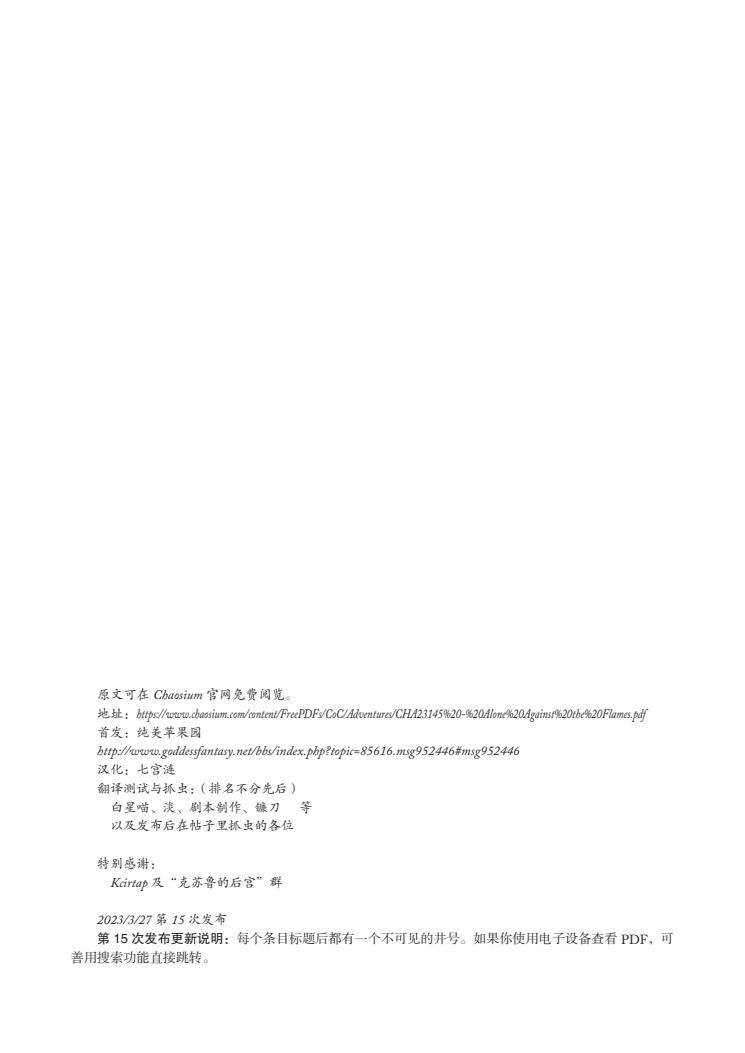 原文可在 Chaosium 官网免费阅览。
地址：https://www.chaosium.com/content/FreePDFs/CoC/Adventures/CHA23145%20-%20Alone%20Against%20the%20Flames.pdf
首发：纯美苹果园
http://www.goddessfantasy.net/bbs/index.php?topic=85616.msg952446#msg952446
汉化：七宫涟
翻译测试与抓虫：（排名不分先后）
白星喵、淡、剧本制作、镰刀 等
以及发布后在帖子里抓虫的各位
特别感谢：
Kcirtap 及“克苏鲁的后宫”群
2023/3/27 第 15 次发布
第 15 次发布更新说明：每个条目标题后都有一个不可见的井号。如果你使用电子设备查看 PDF，可
善用搜索功能直接跳转。